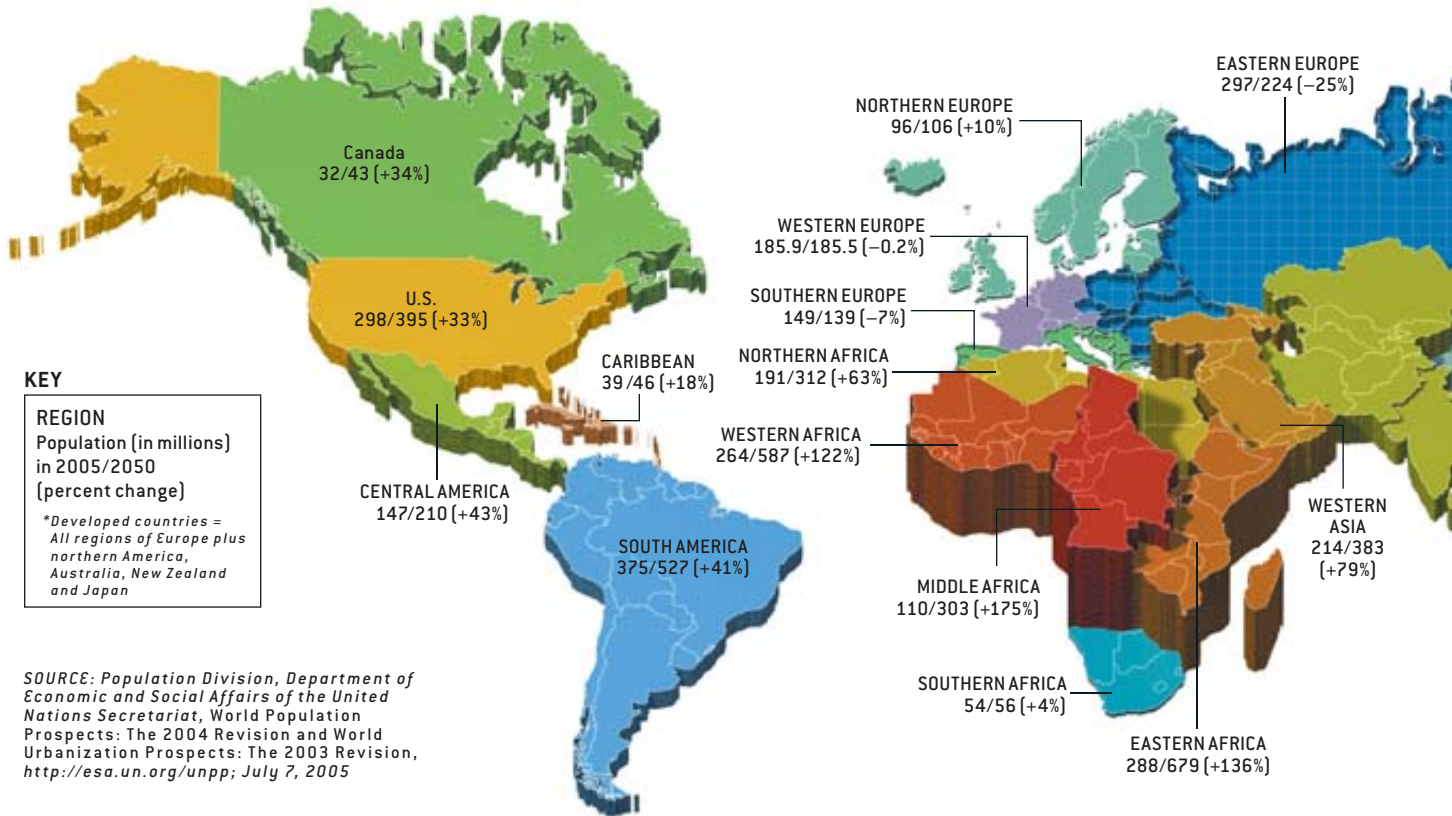 Canada
32/43 (+34%)
U.S.
298/395 (+33%)
KEY
REGION
Population (in millions)
in 2005/2050
(percent change)
*Developed countries =
All regions of Europe plus
northern America,
Australia, New Zealand
and Japan
CARIBBEAN
39/46 (+18%)
CENTRAL AMERICA
147/210 (+43%)
SOUTH AMERICA
375/527 (+41%)
SOURCE: Population Division, Department of
Economic and Social Affairs of the United
Nations Secretariat, World Population
Prospects: The 2004 Revision and World
Urbanization Prospects: The 2003 Revision,
http://esa.un.org/unpp; July 7, 2005
EASTERN EUROPE
297/224 (−25%)
NORTHERN EUROPE
96/106 (+10%)
WESTERN EUROPE
185.9/185.5 (−0.2%)
SOUTHERN EUROPE
149/139 (−7%)
NORTHERN AFRICA
191/312 (+63%)
WESTERN AFRICA
264/587 (+122%)
WESTERN
ASIA
214/383
(+79%)
MIDDLE AFRICA
110/303 (+175%)
SOUTHERN AFRICA
54/56 (+4%)
EASTERN AFRICA
288/679 (+136%)